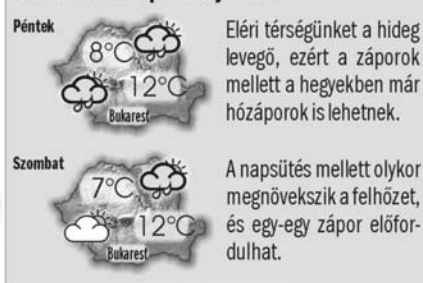 Péntek
8°C
12°C
Bukarest
Eléri térségünket a hideg
levegő, ezért a záporok
mellett a hegyekben már
hózáporok is lehetnek.
Szombat
7°C
12°C
Bukarest
A napsütés mellett olykor
megnövekszik a felhőzet,
és egy-egy zápor előfor-
dulhat.